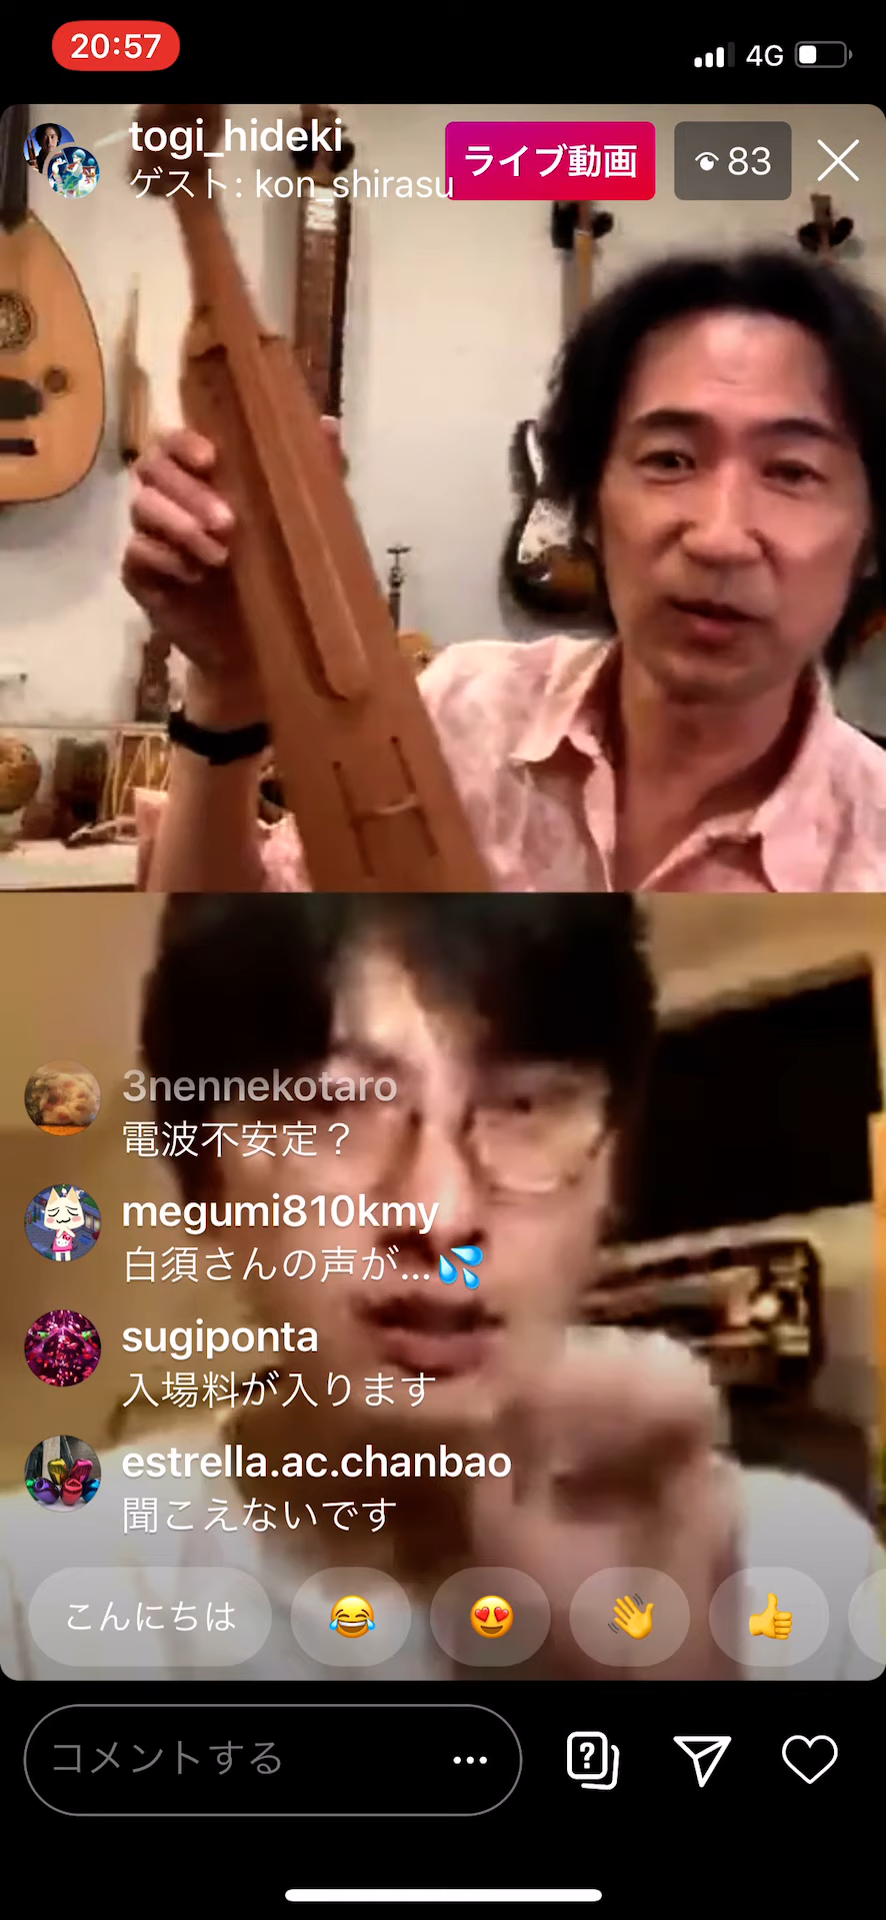 20:57
4G
togi_hideki
ゲスト: kon_shirasu
ライブ動画
83
3nennekotaro
電波不安定？
megumi810kmy
白須さんの声が...💦
sugiponta
入場料が入ります
estrella.ac.chanbao
聞こえないです
こんにちは
コメントする